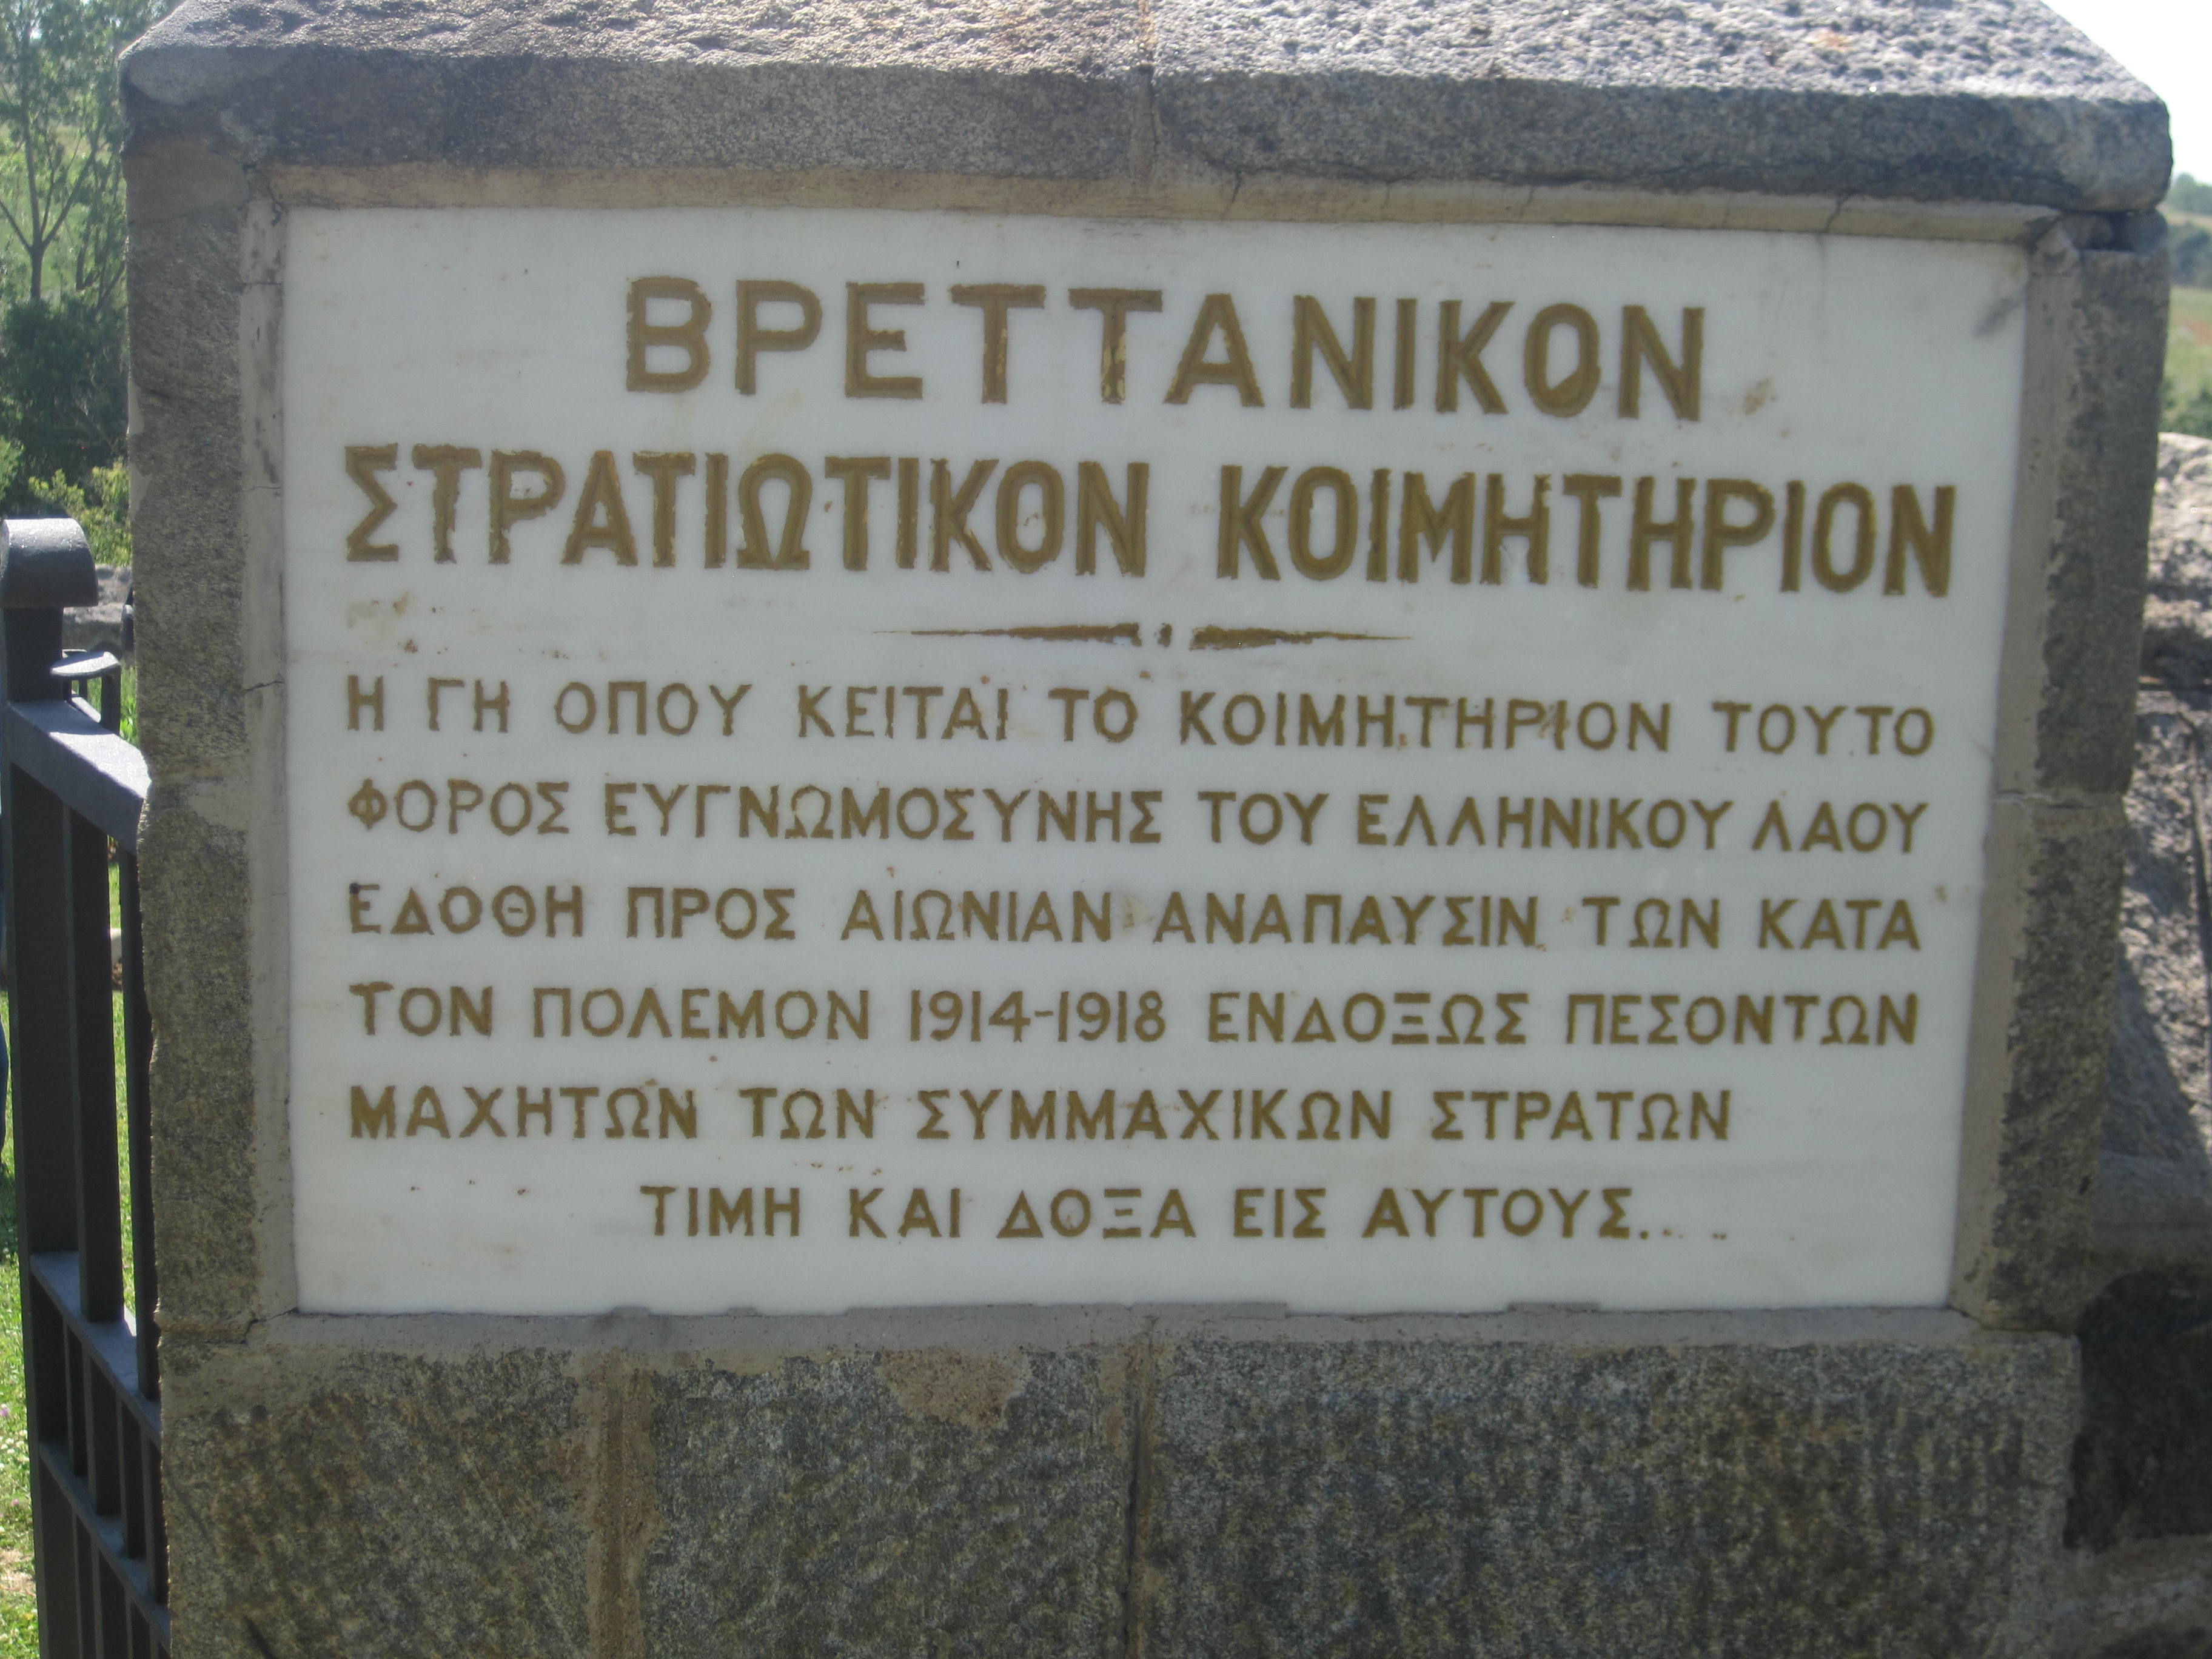 ΒΡΕΤΤΑΝΙΚΟΝ
ΣΤΡΑΤΙΩΤΙΚΟΝ ΚΟΙΜΗΤΗΡΙΟΝ
Η ΓΗ ΟΠΟΥ ΚΕΙΤΑΙ ΤΟ ΚΟΙΜΗΤΗΡΙΟΝ ΤΟΥΤΟ
ΦΟΡΟΣ ΕΥΓΝΩΜΟΣΥΝΗΣ ΤΟΥ ΕΛΛΗΝΙΚΟΥ ΛΑΟΥ
ΕΔΟΘΗ ΠΡΟΣ ΑΙΩΝΙΑΝ ΑΝΑΠΑΥΣΙΝ ΤΩΝ ΚΑΤΑ
ΤΟΝ ΠΟΛΕΜΟΝ 1914-1918 ΕΝΔΟΞΩΣ ΠΕΣΟΝΤΩΝ
ΜΑΧΗΤΩΝ ΤΩΝ ΣΥΜΜΑΧΙΚΩΝ ΣΤΡΑΤΩΝ
ΤΙΜΗ ΚΑΙ ΔΟΞΑ ΕΙΣ ΑΥΤΟΥΣ....